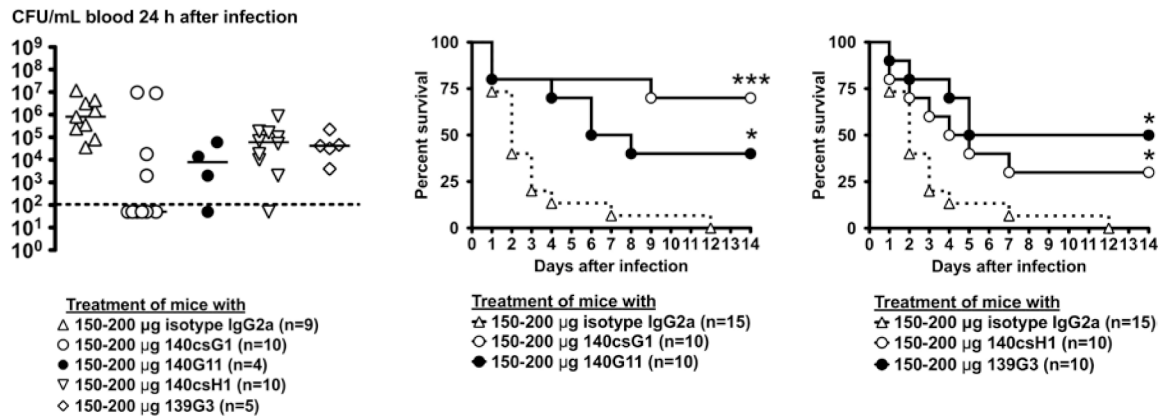 CFU/mL blood 24 h after infection
10⁹
10⁸
10⁷
10⁶
10⁵
10⁴
10³
10²
10¹
10⁰
Treatment of mice with
150-200 µg isotype IgG2a (n=9)
150-200 µg 140csG1 (n=10)
150-200 µg 140G11 (n=4)
150-200 µg 140csH1 (n=10)
150-200 µg 139G3 (n=5)
Percent survival
100
75
50
25
0
***
*
0 1 2 3 4 5 6 7 8 9 10 11 12 13 14
Days after infection
Treatment of mice with
150-200 µg isotype IgG2a (n=15)
150-200 µg 140csG1 (n=10)
150-200 µg 140G11 (n=10)
Percent survival
100
75
50
25
0
*
*
0 1 2 3 4 5 6 7 8 9 10 11 12 13 14
Days after infection
Treatment of mice with
150-200 µg isotype IgG2a (n=15)
150-200 µg 140csH1 (n=10)
150-200 µg 139G3 (n=10)